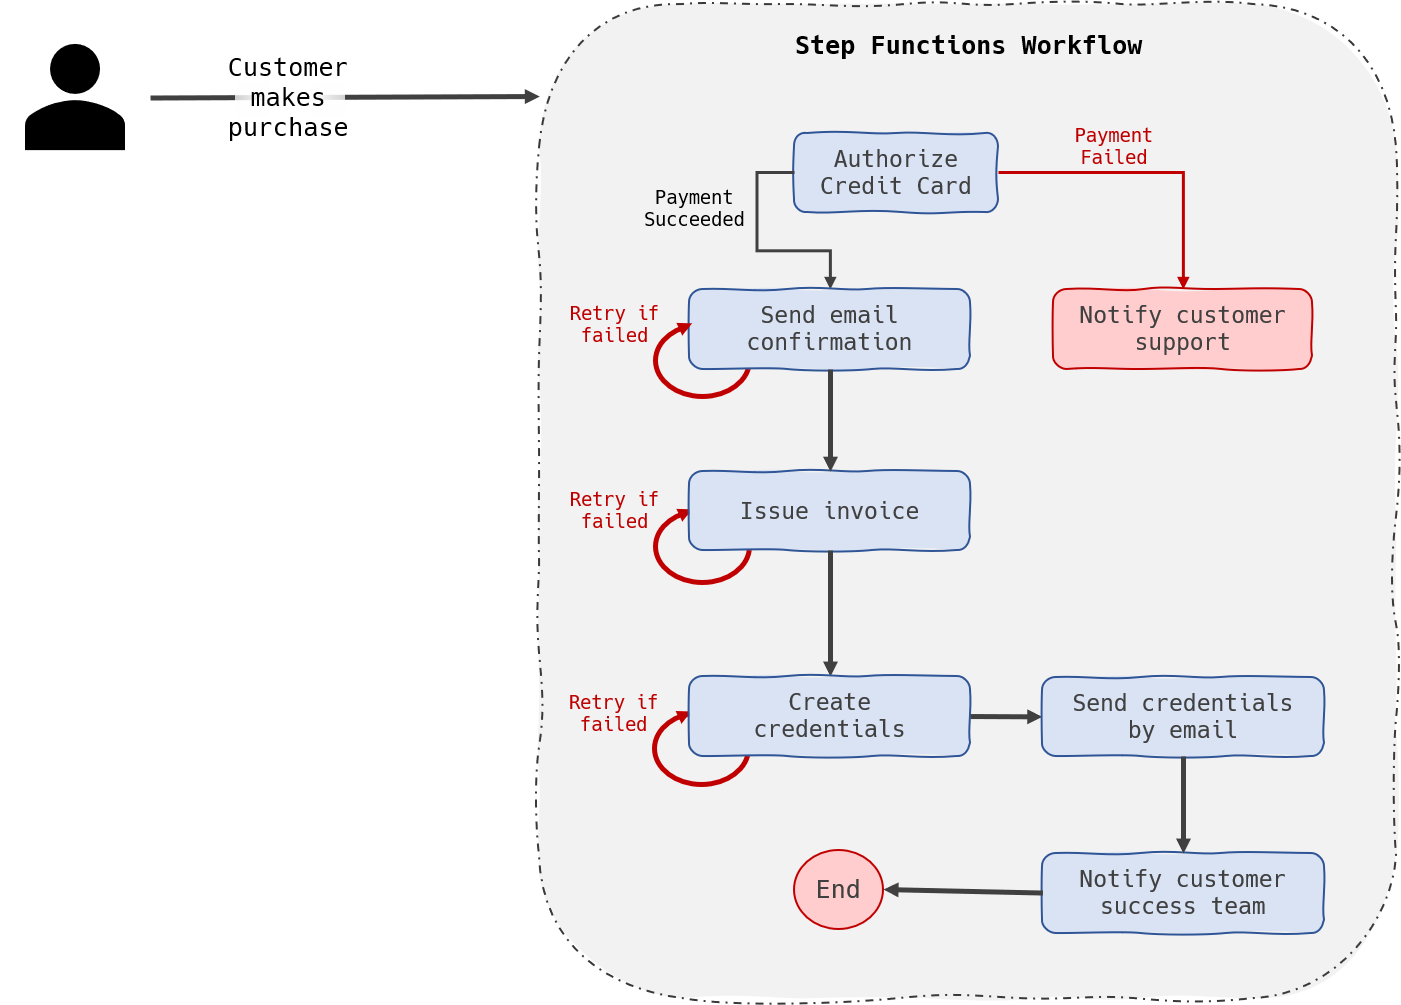 Step Functions Workflow
Customer
makes
purchase
Authorize
Credit Card
Payment
Failed
Payment
Succeeded
Retry if
failed
Send email
confirmation
Notify customer
support
Retry if
failed
Issue invoice
Retry if
failed
Create
credentials
Send credentials
by email
End
Notify customer
success team